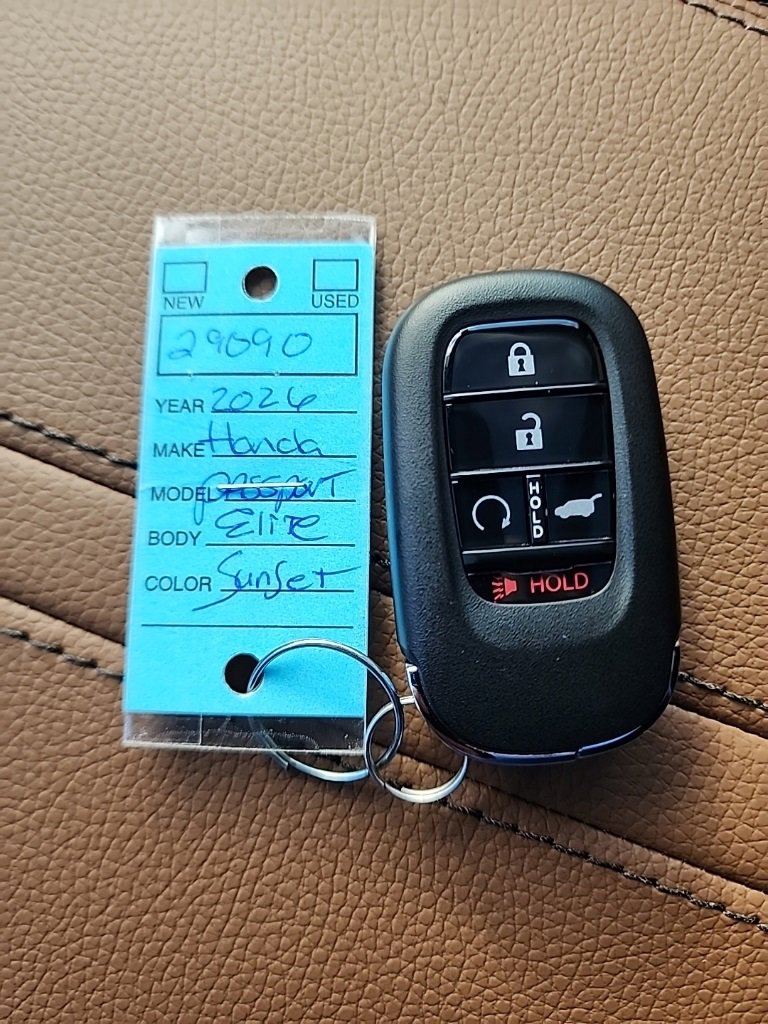 NEW USED
29090
YEAR 2026
MAKE Honda
MODEL passport
BODY Elite
COLOR Sunset
HOLD
HOLD